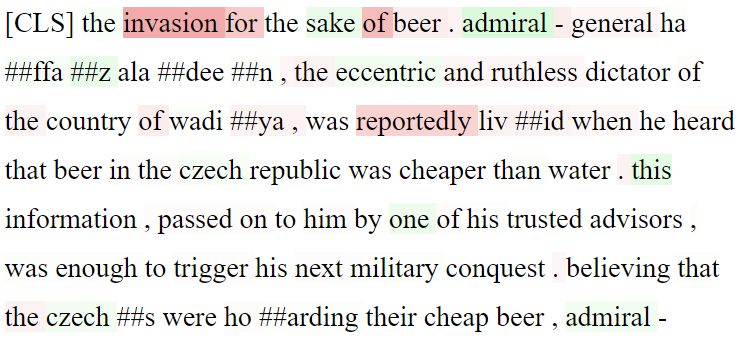 [CLS] the invasion for the sake of beer . admiral - general ha
##ffa ##z ala ##dee ##n , the eccentric and ruthless dictator of
the country of wadi ##ya , was reportedly liv ##id when he heard
that beer in the czech republic was cheaper than water . this
information , passed on to him by one of his trusted advisors ,
was enough to trigger his next military conquest . believing that
the czech ##s were ho ##arding their cheap beer , admiral -